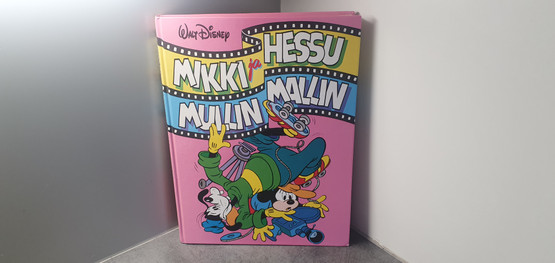 WALT DISNEY
MIKKI ja HESSU
MULLIN MALLIN